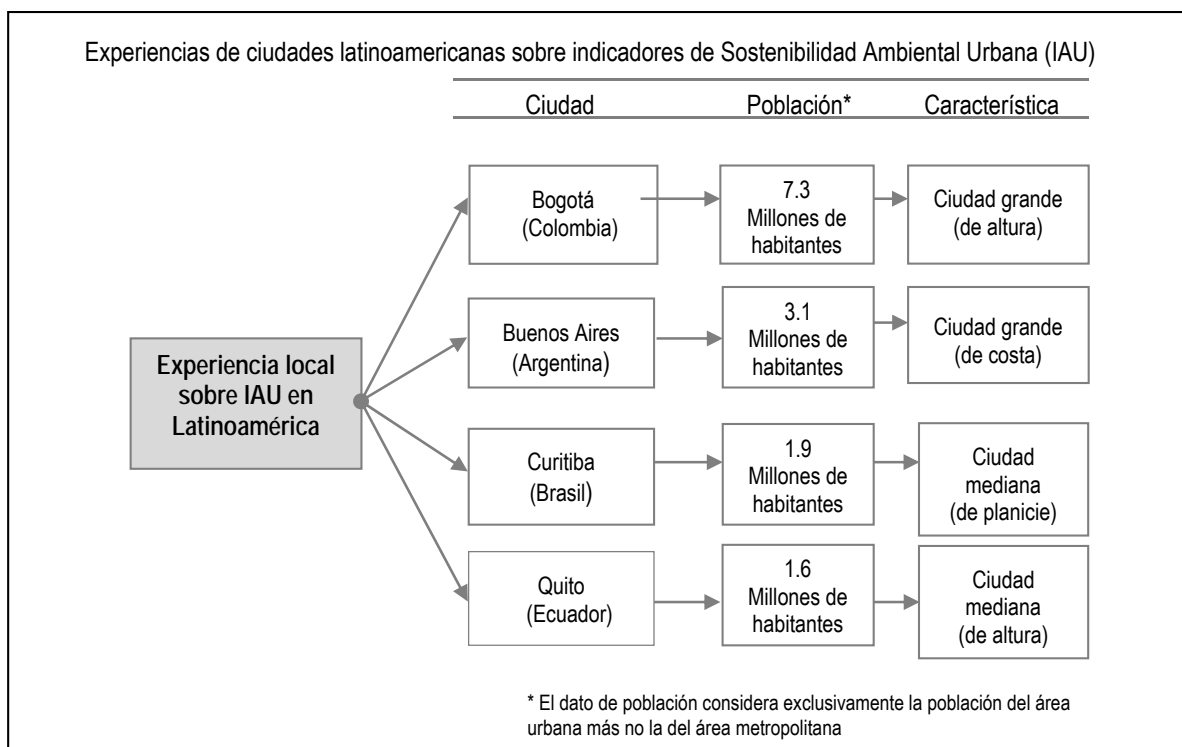 Experiencias de ciudades latinoamericanas sobre indicadores de Sostenibilidad Ambiental Urbana (IAU)
Ciudad
Población*
Característica
Experiencia local
sobre IAU en
Latinoamérica
Bogotá
(Colombia)
7.3
Millones de
habitantes
Ciudad grande
(de altura)
Buenos Aires
(Argentina)
3.1
Millones de
habitantes
Ciudad grande
(de costa)
Curitiba
(Brasil)
1.9
Millones de
habitantes
Ciudad
mediana
(de planicie)
Quito
(Ecuador)
1.6
Millones de
habitantes
Ciudad
mediana
(de altura)
* El dato de población considera exclusivamente la población del área
urbana más no la del área metropolitana